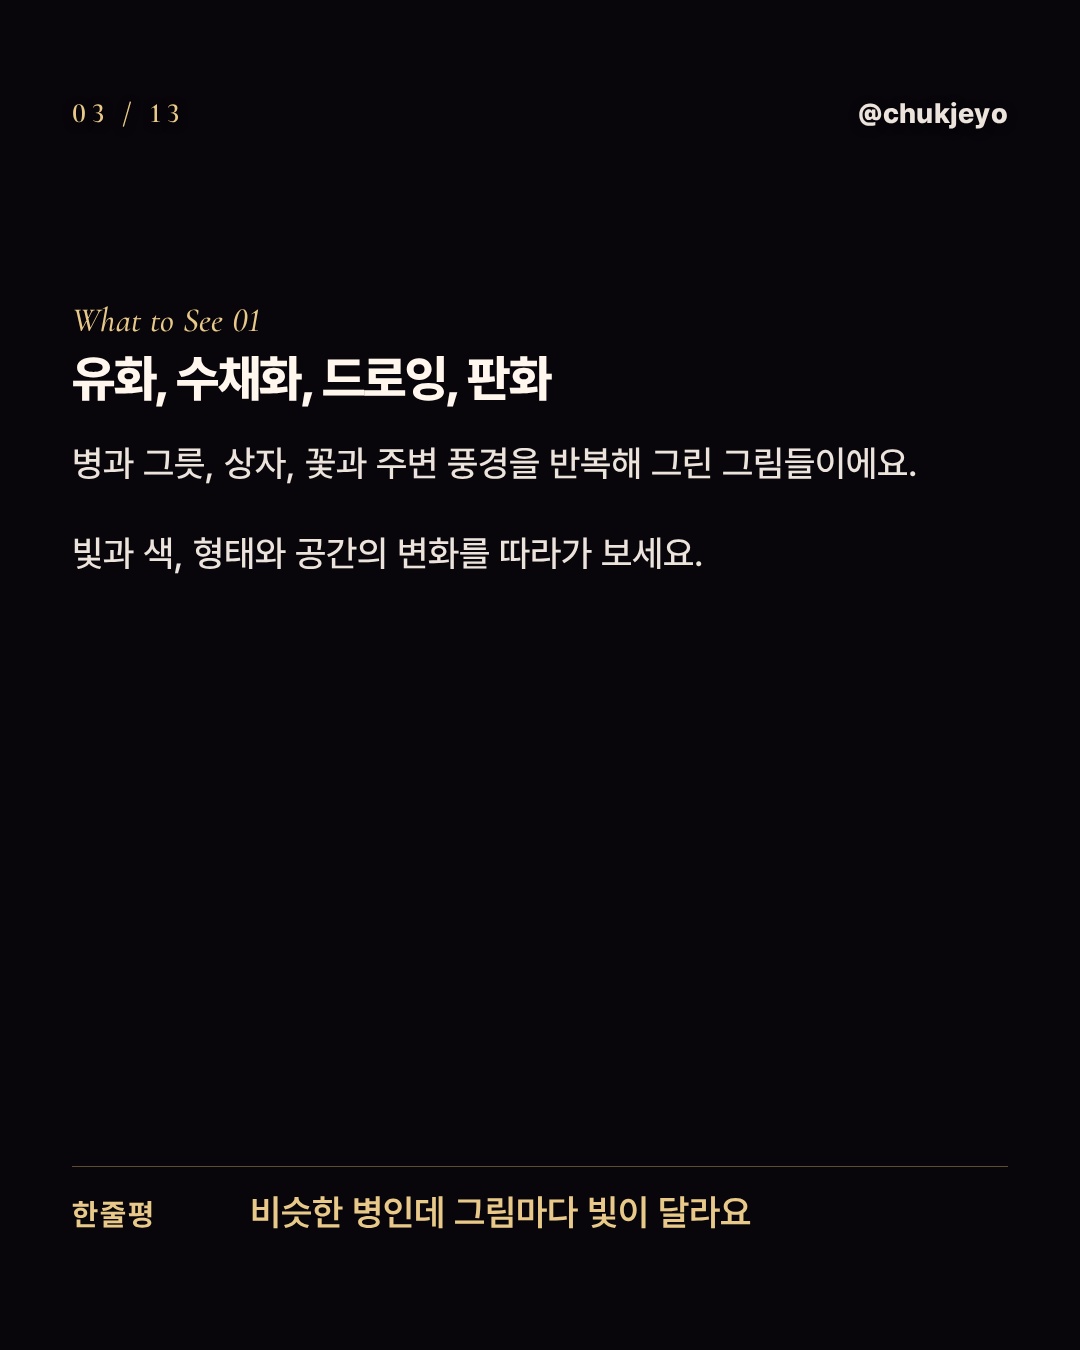 03 / 13
@chukjeyo
What to See 01
유화, 수채화, 드로잉, 판화
병과 그릇, 상자, 꽃과 주변 풍경을 반복해 그린 그림들이에요.
빛과 색, 형태와 공간의 변화를 따라가 보세요.
한줄평
비슷한 병인데 그림마다 빛이 달라요